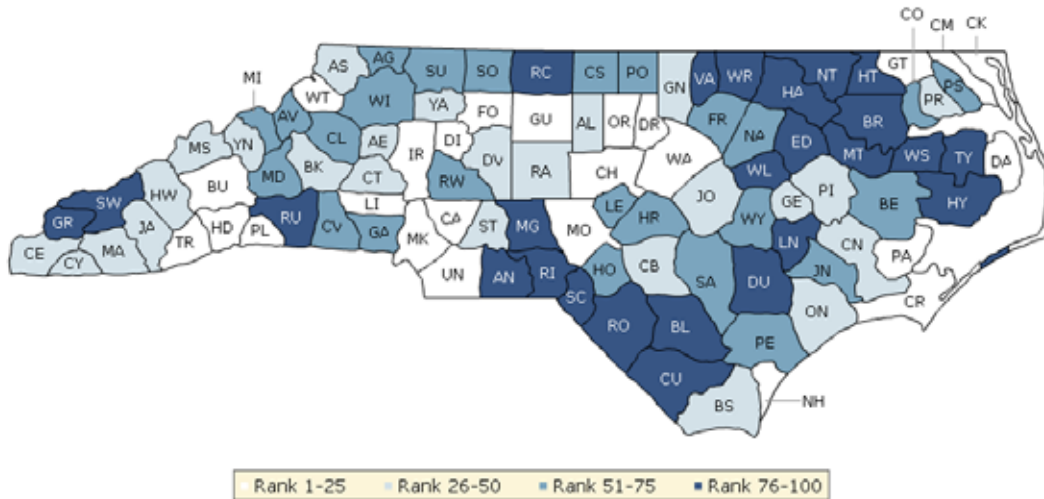 CO CM CK
AS AG SU SO RC CS PO GN VA WR HA NT HT GT
MI
WT WI YA FO GU AL OR DR FR NA BR PR PS
AV CL AE DI
MS YN BK IR DV RA CH WA ED MT WS TY DA
MD CT RW WL
BU HW LI LE HR JO GE PI BE HY
GR SW JA TR HD PL RU CV GA CA ST MG MO WY LN CN PA
CE CY MA MK UN AN RI HO CB SA DU JN CR
SC RO BL ON
PE
CU BS NH
Rank 1-25 Rank 26-50 Rank 51-75 Rank 76-100